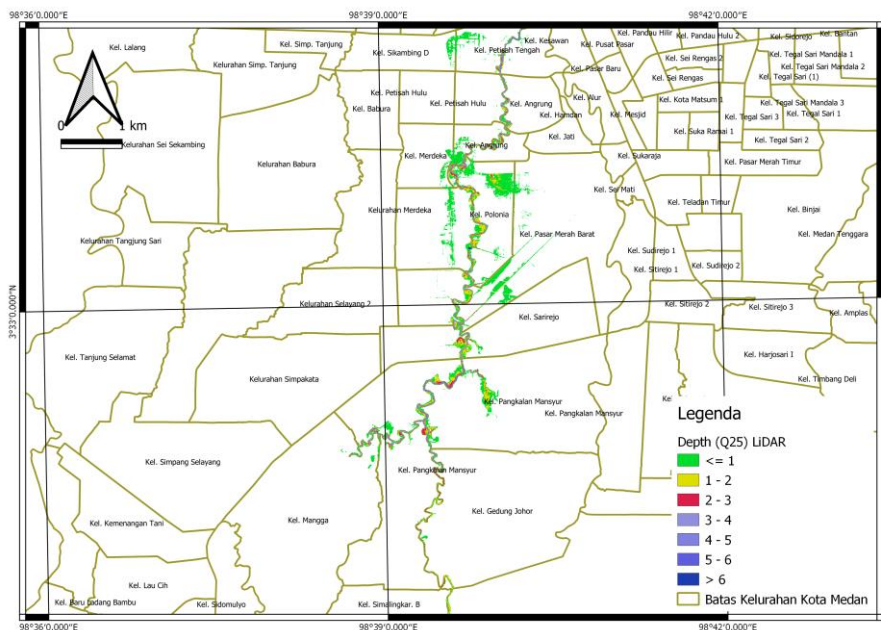 98°36'0.000"E
98°39'0.000"E
98°42'0.000"E
Kel. Lalang
Kel. Simp. Tanjung
Kelurahan Simp. Tanjung
Kel. Sikambing D
Kel. Petisah Tengah
Kel. Kesawan
Kel. Pusat Pasar
Kel. Pandau Hilir
Kel. Pandau Hulu 2
Kel. Sidorejo
Kel. Bantan
Kel. Tegal Sari Mandala 1
Kel. Sei Rengas 2
Kel. Tegal Sari Mandala 2
Kel. Pasar Baru
Kel. Sei Rengas
Kel. Tegal Sari (1)
Kel. Petisah Hulu
Kel. Petisah Hulu
Kel. Babura
Kel. Angrung
Kel. Alur
Kel. Hamdan
Kel. Mesjid
Kel. Kota Matsum 1
Kel. Tegal Sari Mandala 3
Kel. Tegal Sari 3
Kel. Tegal Sari 1
Kel. Suka Ramai 1
Kel. Jati
Kel. Tegal Sari 2
0
1 km
Kelurahan Sei Sekambing
Kelurahan Babura
Kel. Angrung
Kel. Merdeka
Kel. Sukaraja
Kel. Pasar Merah Timur
Kel. Sei Mati
Kel. Teladan Timur
Kel. Binjai
Kelurahan Merdeka
Kel. Polonia
Kel. Pasar Merah Barat
Kel. Medan Tenggara
Kelurahan Tangjung Sari
Kel. Sudirejo 1
Kel. Sitirejo 1
Kel. Sudirejo 2
3°33'0.000"N
3°33'0.000"N
Kelurahan Selayang 2
Kel. Sitirejo 2
Kel. Sitirejo 3
Kel. Amplas
Kel. Sarirejo
Kel. Tanjung Selamat
Kel. Harjosari I
Kelurahan Simpakata
Kel. Timbang Deli
Kel. Pangkalan Mansyur
Kel. Pangkalan Mansyur
Legenda
Depth (Q25) LiDAR
<= 1
1 - 2
2 - 3
3 - 4
4 - 5
5 - 6
> 6
Batas Kelurahan Kota Medan
Kel. Simpang Selayang
Kel. Pangkalan Mansyur
Kel. Gedung Johor
Kel. Mangga
Kel. Kemenangan Tani
Kel. Lau Cih
Kel. Baru Ladang Bambu
Kel. Sidomulyo
Kel. Simalingkar. B
98°36'0.000"E
98°39'0.000"E
98°42'0.000"E